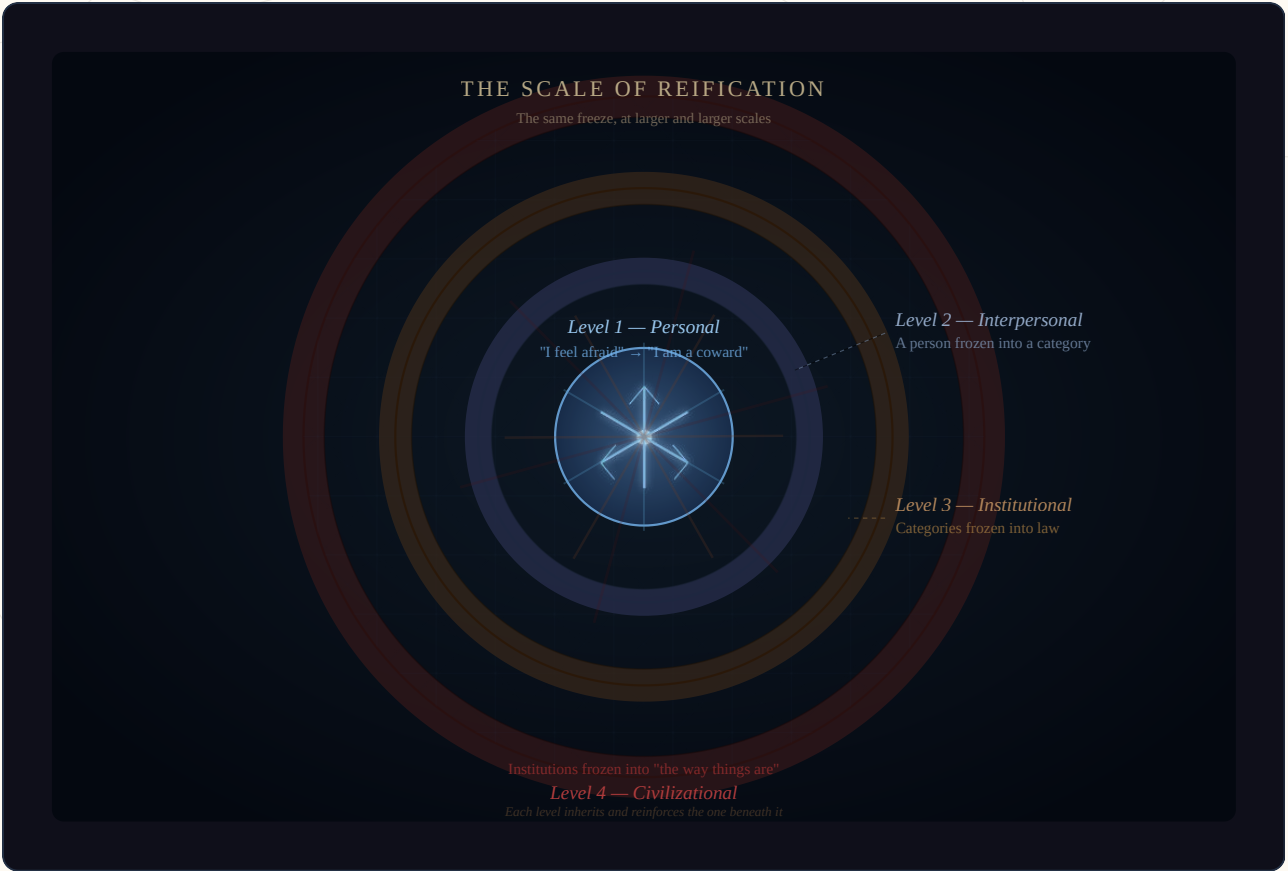 THE SCALE OF REIFICATION
The same freeze, at larger and larger scales
Level 1 — Personal
"I feel afraid" → "I am a coward"
Level 2 — Interpersonal
A person frozen into a category
Level 3 — Institutional
Categories frozen into law
Institutions frozen into "the way things are"
Level 4 — Civilizational
Each level inherits and reinforces the one beneath it